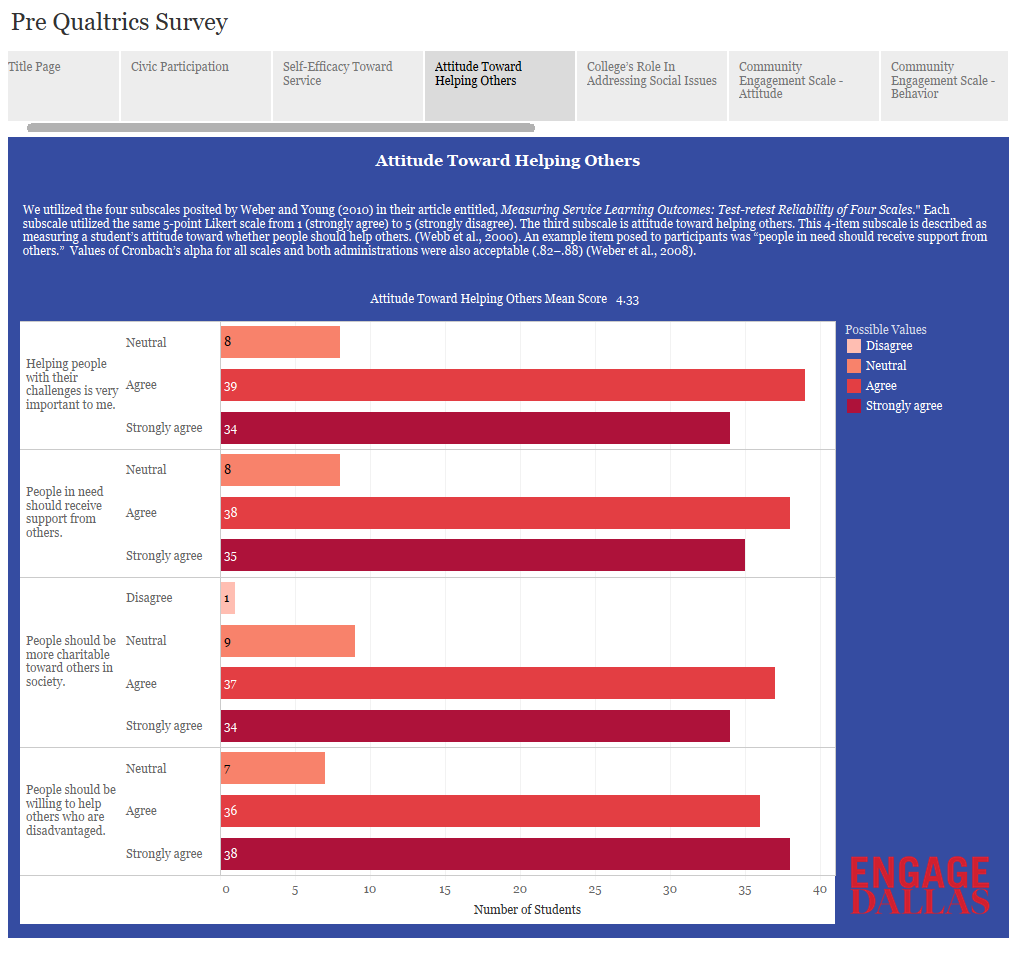 Pre Qualtrics Survey
Title Page
Civic Participation
Self-Efficacy Toward
Service
Attitude Toward
Helping Others
College's Role In
Addressing Social Issues
Community
Engagement Scale -
Attitude
Community
Engagement Scale -
Behavior
Attitude Toward Helping Others
We utilized the four subscales posited by Weber and Young (2010) in their article entitled, Measuring Service Learning Outcomes: Test-retest Reliability of Four Scales." Each
subscale utilized the same 5-point Likert scale from 1 (strongly agree) to 5 (strongly disagree). The third subscale is attitude toward helping others. This 4-item subscale is described as
measuring a student's attitude toward whether people should help others. (Webb et al., 2000). An example item posed to participants was “people in need should receive support from
others.” Values of Cronbach's alpha for all scales and both administrations were also acceptable (.82–.88) (Weber et al., 2008).
Attitude Toward Helping Others Mean Score 4.33
Helping people
with their
challenges is very
important to me.
Neutral 8
Agree 39
Strongly agree 34
People in need
should receive
support from
others.
Neutral 8
Agree 38
Strongly agree 35
People should be
more charitable
toward others in
society.
Disagree 1
Neutral 9
Agree 37
Strongly agree 34
People should be
willing to help
others who are
disadvantaged.
Neutral 7
Agree 36
Strongly agree 38
0 5 10 15 20 25 30 35 40
Number of Students
Possible Values
Disagree
Neutral
Agree
Strongly agree
ENGAGE
DALLAS